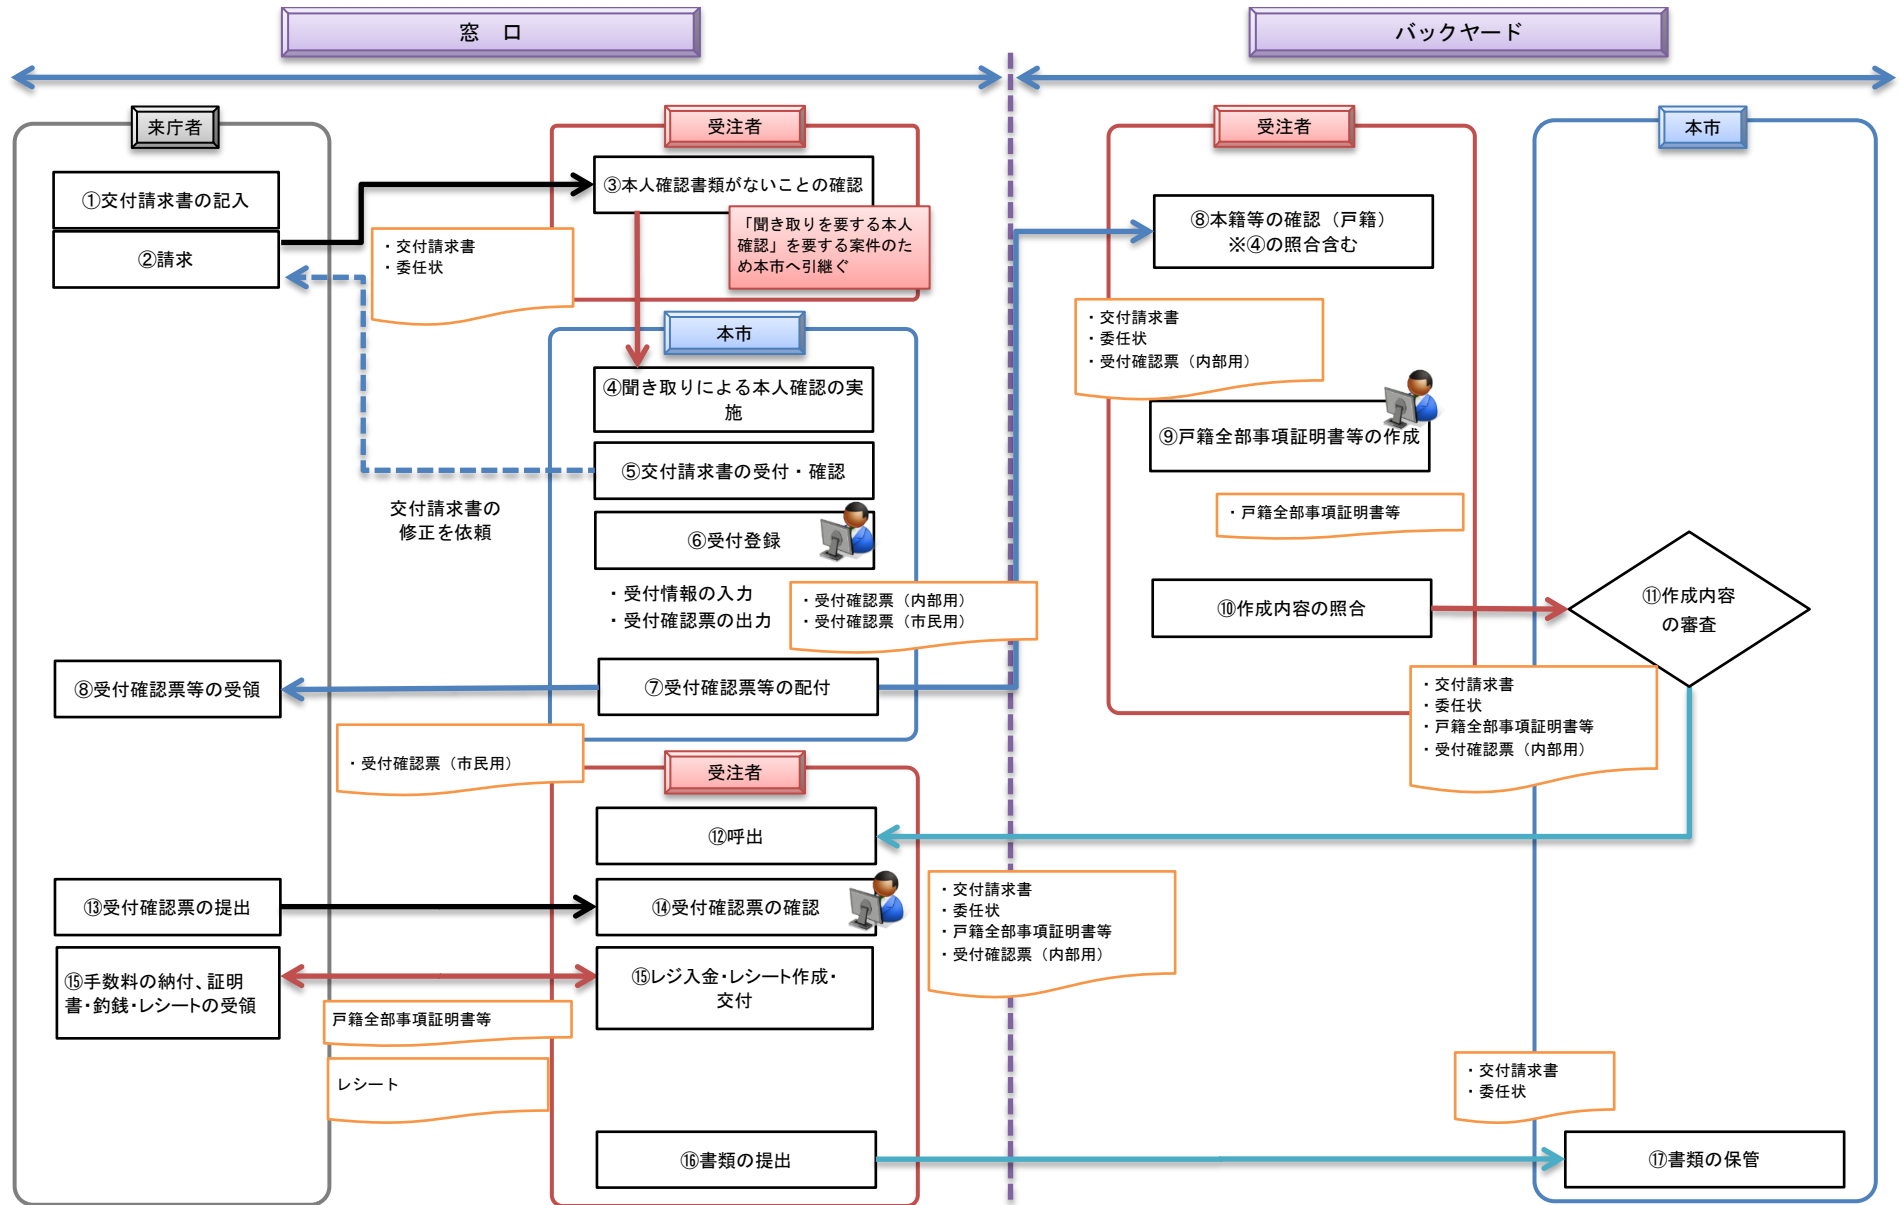 窓　口
バックヤード
来庁者
受注者
受注者
本市
①交付請求書の記入
②請求
③本人確認書類がないことの確認
「聞き取りを要する本人
確認」を要する案件のた
め本市へ引継ぐ
・交付請求書
・委任状
本市
④聞き取りによる本人確認の実
施
⑤交付請求書の受付・確認
交付請求書の
修正を依頼
⑥受付登録
・受付情報の入力
・受付確認票の出力
・受付確認票（内部用）
・受付確認票（市民用）
⑦受付確認票等の配付
⑧受付確認票等の受領
・受付確認票（市民用）
⑧本籍等の確認（戸籍）
※④の照合含む
・交付請求書
・委任状
・受付確認票（内部用）
⑨戸籍全部事項証明書等の作成
・戸籍全部事項証明書等
⑩作成内容の照合
⑪作成内容
の審査
・交付請求書
・委任状
・戸籍全部事項証明書等
・受付確認票（内部用）
受注者
⑫呼出
⑬受付確認票の提出
⑭受付確認票の確認
・交付請求書
・委任状
・戸籍全部事項証明書等
・受付確認票（内部用）
⑮手数料の納付、証明
書・釣銭・レシートの受領
⑮レジ入金・レシート作成・
交付
戸籍全部事項証明書等
レシート
・交付請求書
・委任状
⑯書類の提出
⑰書類の保管